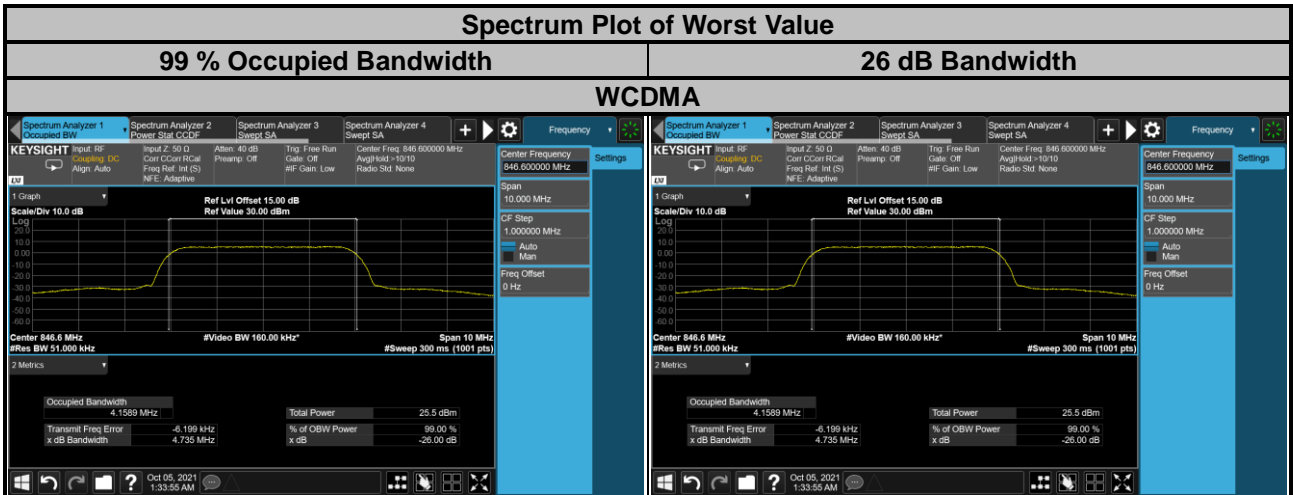 Spectrum Plot of Worst Value
99 % Occupied Bandwidth
26 dB Bandwidth
WCDMA
Spectrum Analyzer 1
Occupied BW
Spectrum Analyzer 2
Power Stat CCDF
Spectrum Analyzer 3
Swept SA
Spectrum Analyzer 4
Swept SA
+
Frequency
KEYSIGHT
Input: RF
Coupling: DC
Align: Auto
Input Z: 50 Ω
Corr CCorr RCal
Freq Ref: Int (S)
NFE: Adaptive
Atten: 40 dB
Preamp: Off
Trig: Free Run
Gate: Off
#IF Gain: Low
Center Freq: 846.600000 MHz
Avg|Hold:>10/10
Radio Std: None
LXI
Center Frequency
846.600000 MHz
Settings
Span
10.000 MHz
CF Step
1.000000 MHz
Auto
Man
Freq Offset
0 Hz
1 Graph
Scale/Div 10.0 dB
Ref Lvl Offset 15.00 dB
Ref Value 30.00 dBm
Log
20.0
10.0
0.00
-10.0
-20.0
-30.0
-40.0
-50.0
-60.0
Center 846.6 MHz
#Res BW 51.000 kHz
#Video BW 160.00 kHz*
Span 10 MHz
#Sweep 300 ms (1001 pts)
2 Metrics
Occupied Bandwidth
4.1589 MHz
Total Power 25.5 dBm
Transmit Freq Error -6.199 kHz
% of OBW Power 99.00 %
x dB Bandwidth 4.735 MHz
x dB -26.00 dB
?
Oct 05, 2021
1:33:55 AM
Spectrum Analyzer 1
Occupied BW
Spectrum Analyzer 2
Power Stat CCDF
Spectrum Analyzer 3
Swept SA
Spectrum Analyzer 4
Swept SA
+
Frequency
KEYSIGHT
Input: RF
Coupling: DC
Align: Auto
Input Z: 50 Ω
Corr CCorr RCal
Freq Ref: Int (S)
NFE: Adaptive
Atten: 40 dB
Preamp: Off
Trig: Free Run
Gate: Off
#IF Gain: Low
Center Freq: 846.600000 MHz
Avg|Hold:>10/10
Radio Std: None
LXI
Center Frequency
846.600000 MHz
Settings
Span
10.000 MHz
CF Step
1.000000 MHz
Auto
Man
Freq Offset
0 Hz
1 Graph
Scale/Div 10.0 dB
Ref Lvl Offset 15.00 dB
Ref Value 30.00 dBm
Log
20.0
10.0
0.00
-10.0
-20.0
-30.0
-40.0
-50.0
-60.0
Center 846.6 MHz
#Res BW 51.000 kHz
#Video BW 160.00 kHz*
Span 10 MHz
#Sweep 300 ms (1001 pts)
2 Metrics
Occupied Bandwidth
4.1589 MHz
Total Power 25.5 dBm
Transmit Freq Error -6.199 kHz
% of OBW Power 99.00 %
x dB Bandwidth 4.735 MHz
x dB -26.00 dB
?
Oct 05, 2021
1:33:55 AM